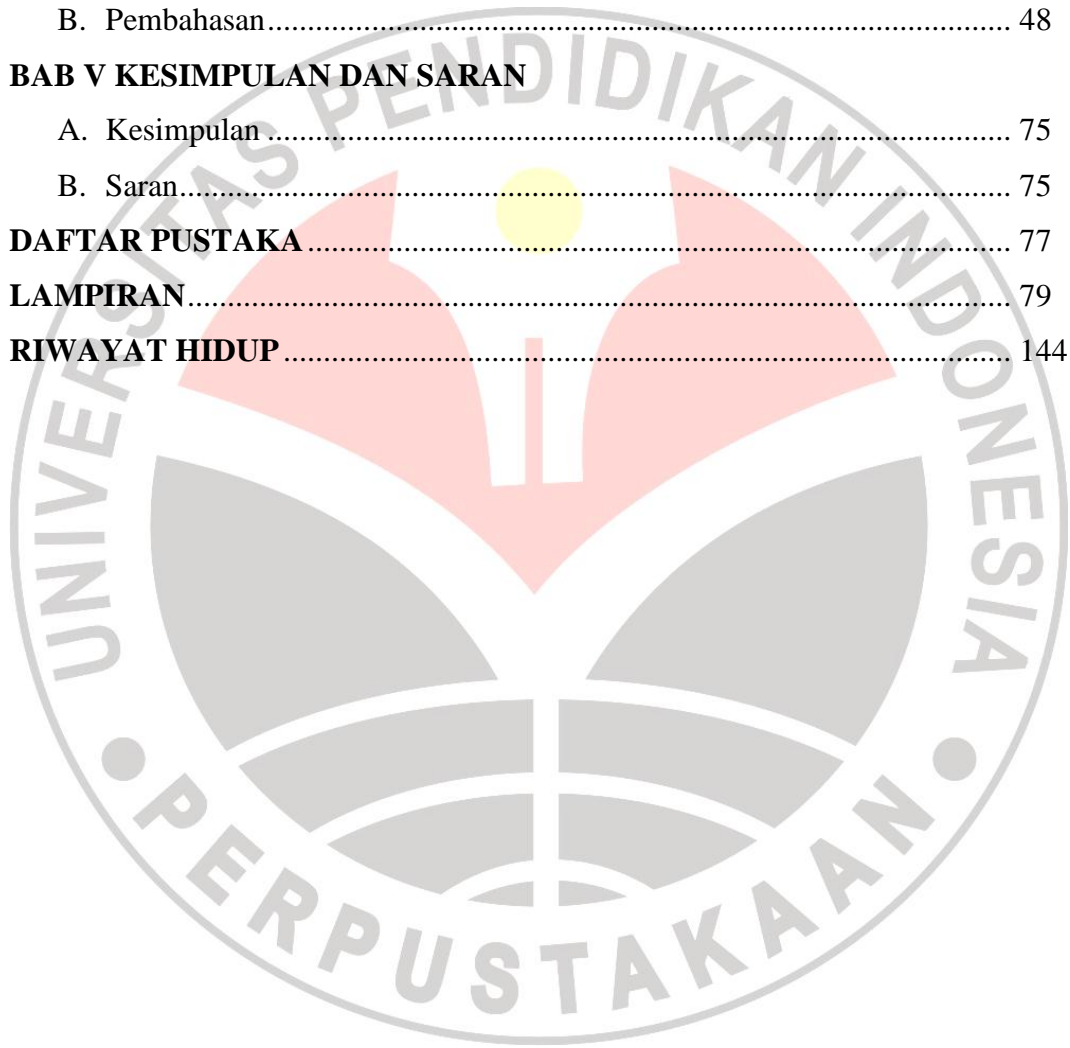 B. Pembahasan.................................................................................................. 48
BAB V KESIMPULAN DAN SARAN
A. Kesimpulan .................................................................................................. 75
B. Saran............................................................................................................. 75
DAFTAR PUSTAKA ............................................................................................ 77
LAMPIRAN............................................................................................................ 79
RIWAYAT HIDUP ................................................................................................ 144
UNIVERSITAS PENDIDIKAN INDONESIA
PERPUSTAKAAN